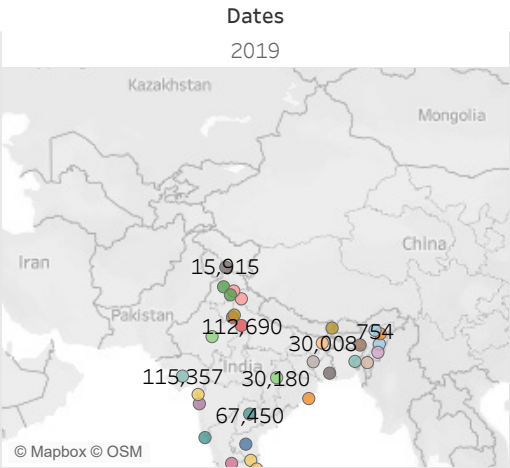 Dates
2019
Kazakhstan
Mongolia
China
Iran
15,915
Pakistan
112,690
754
30,008
India
115,357
30,180
67,450
© Mapbox © OSM